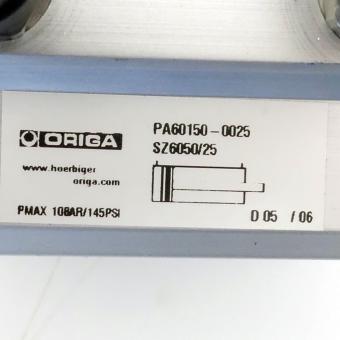 ORIGA
www.hoerbiger
origa.com
PA60150-0025
SZ6050/25
PMAX 10BAR/145PSI
D 05 / 06